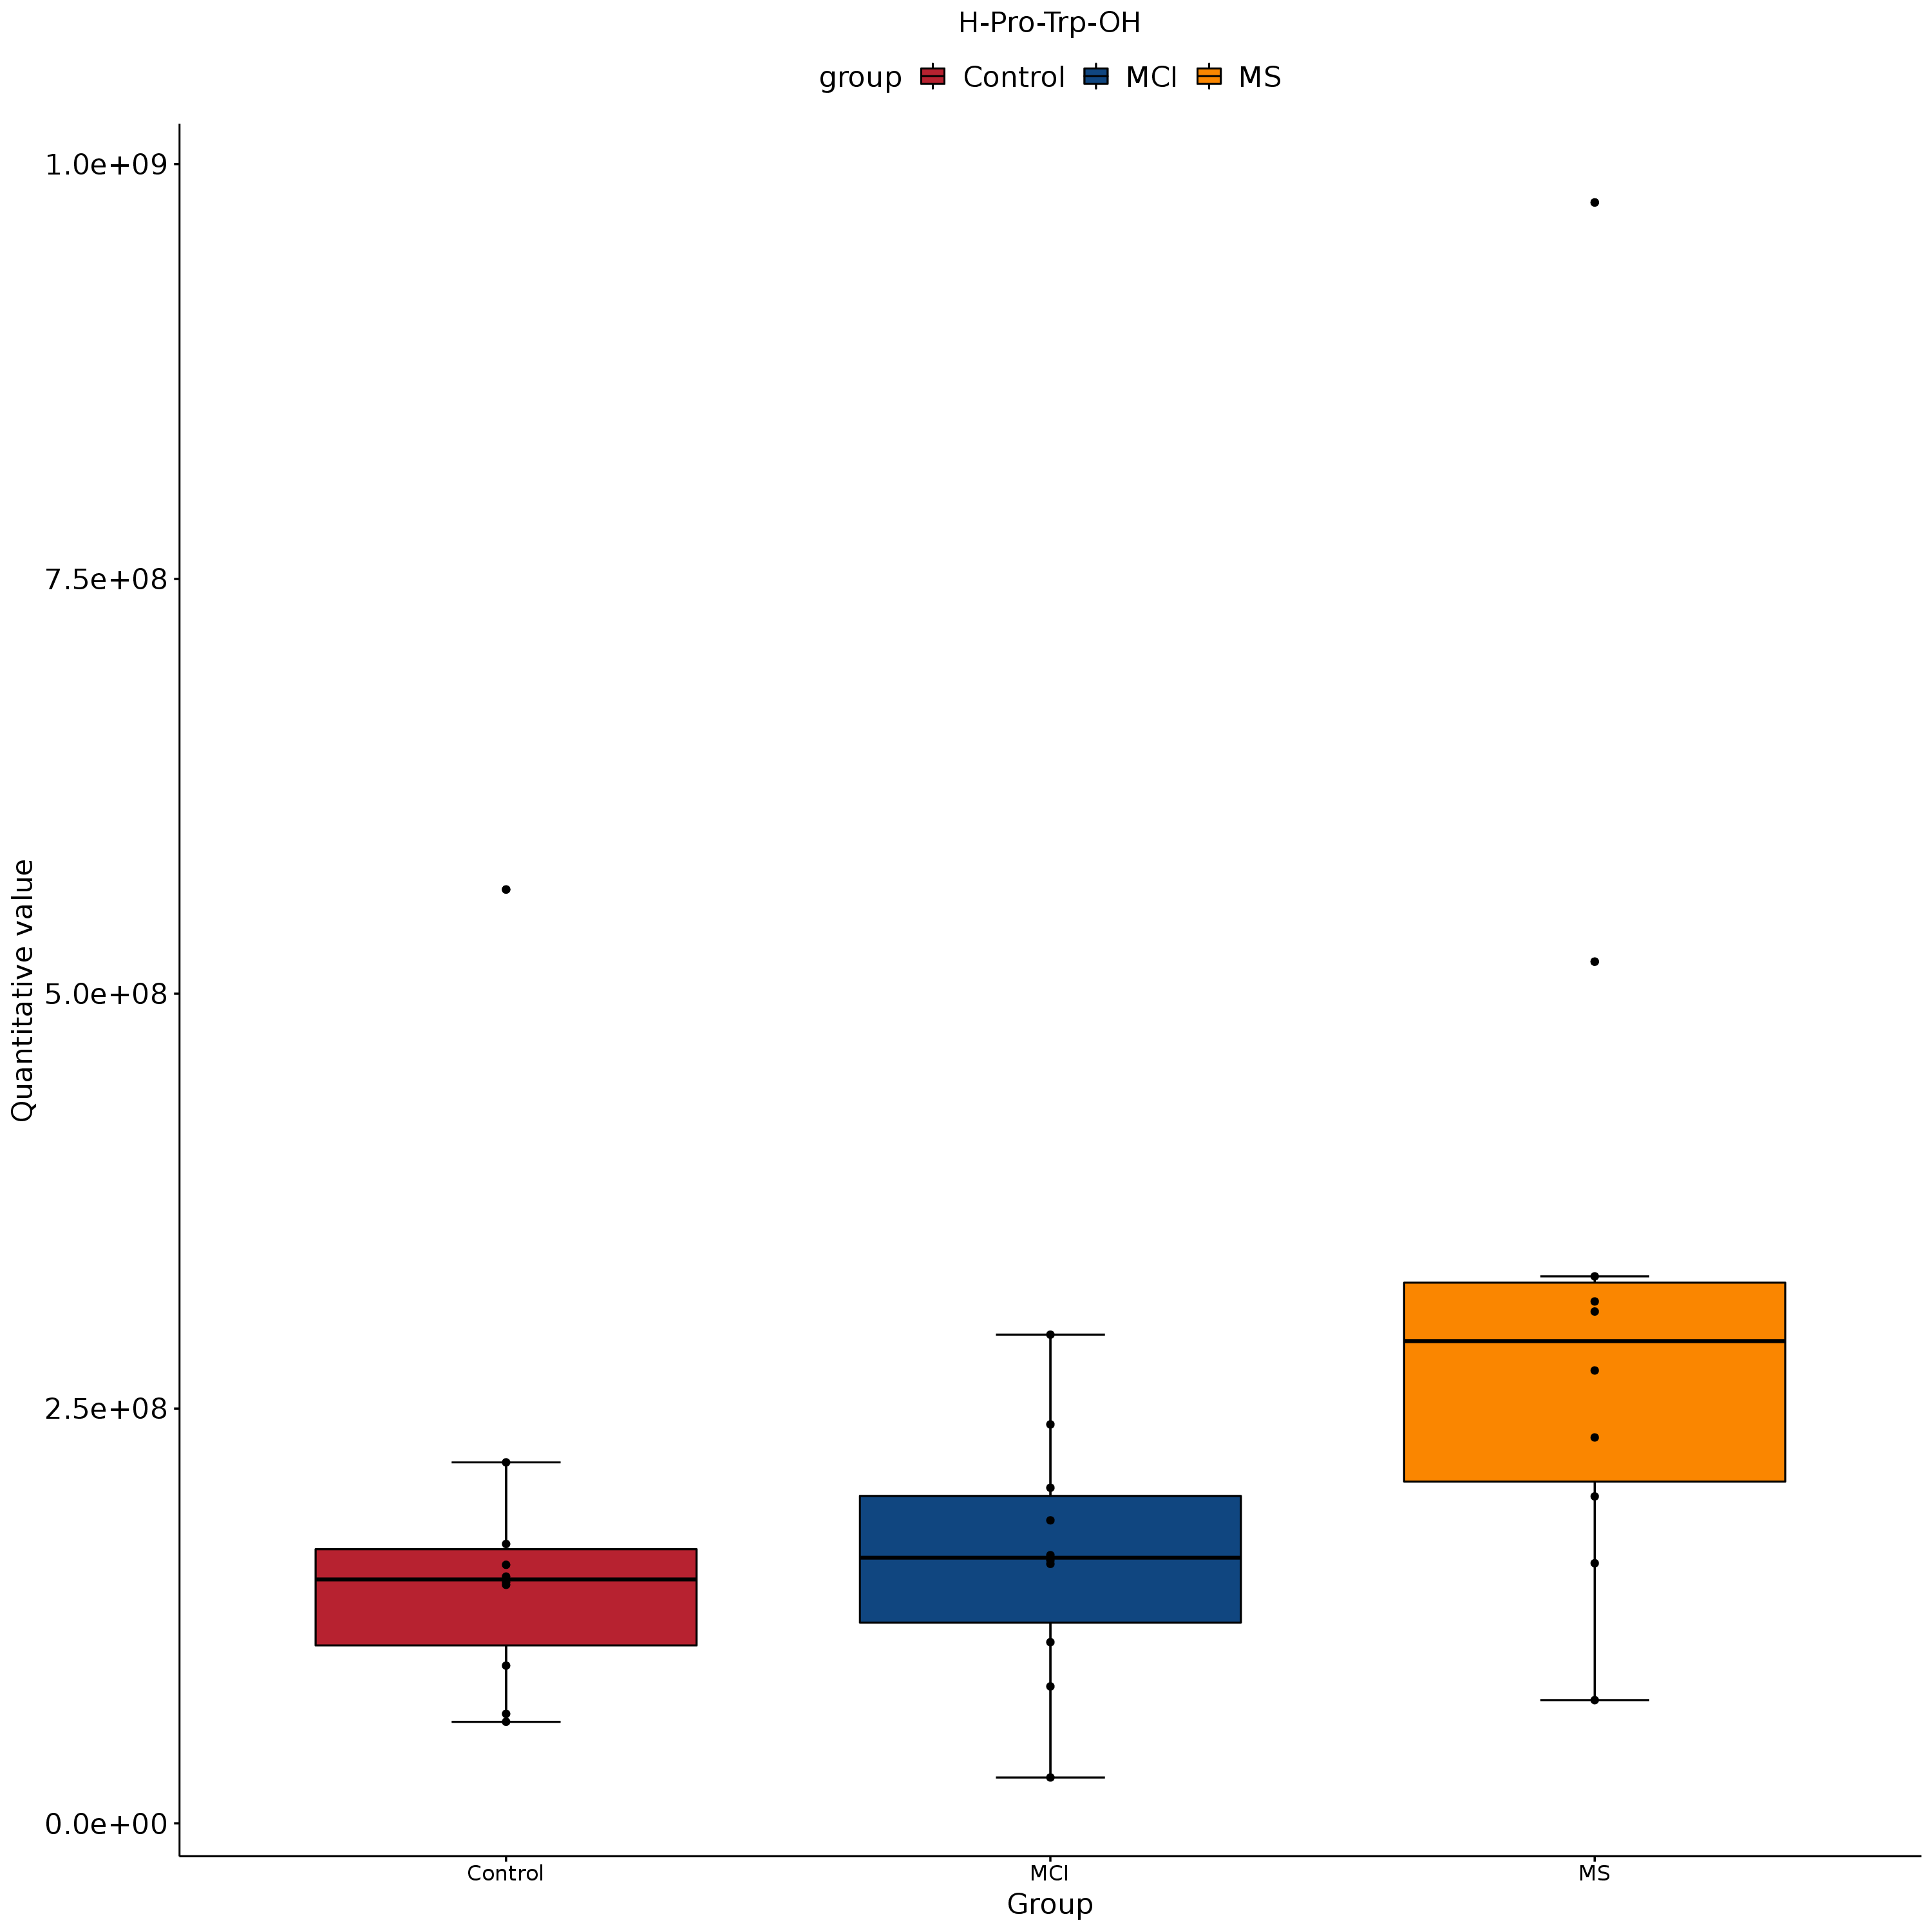 H-Pro-Trp-OH
group Control MCI MS
1.0e+09
7.5e+08
5.0e+08
2.5e+08
0.0e+00
Quantitative value
Control MCI MS
Group